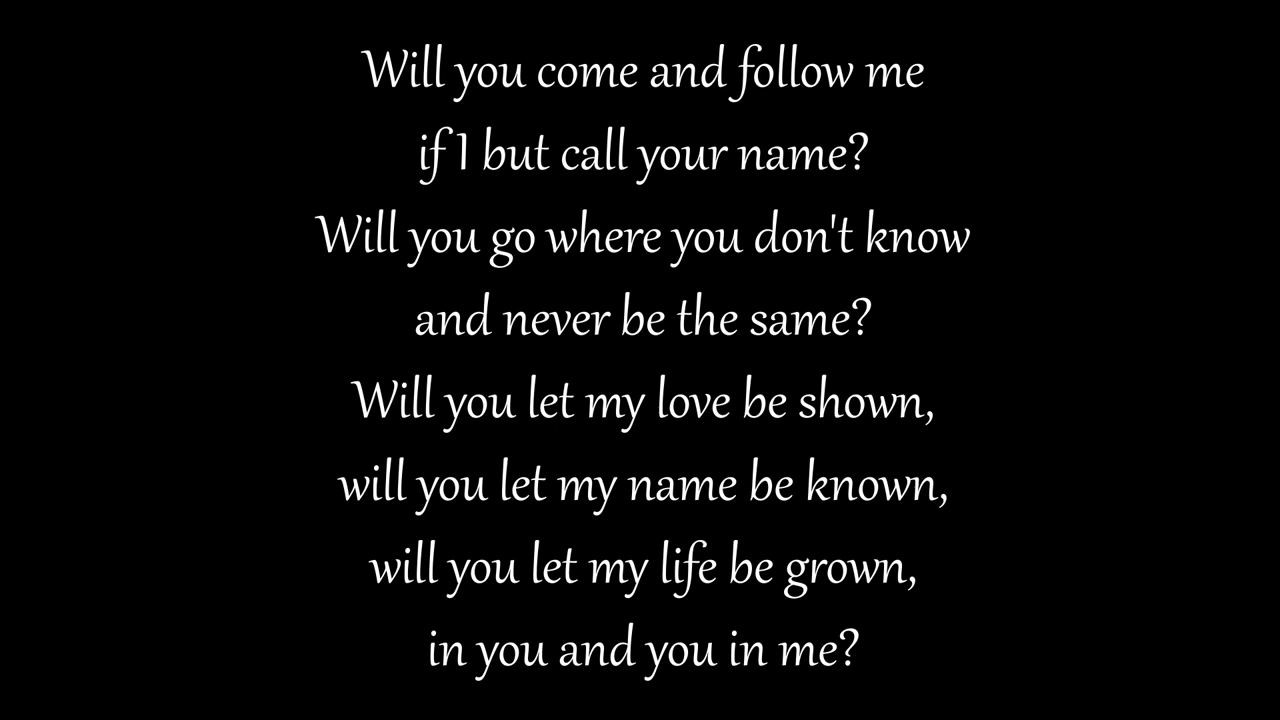 Will you come and follow me
if I but call your name?
Will you go where you don't know
and never be the same?
Will you let my love be shown,
will you let my name be known,
will you let my life be grown,
in you and you in me?